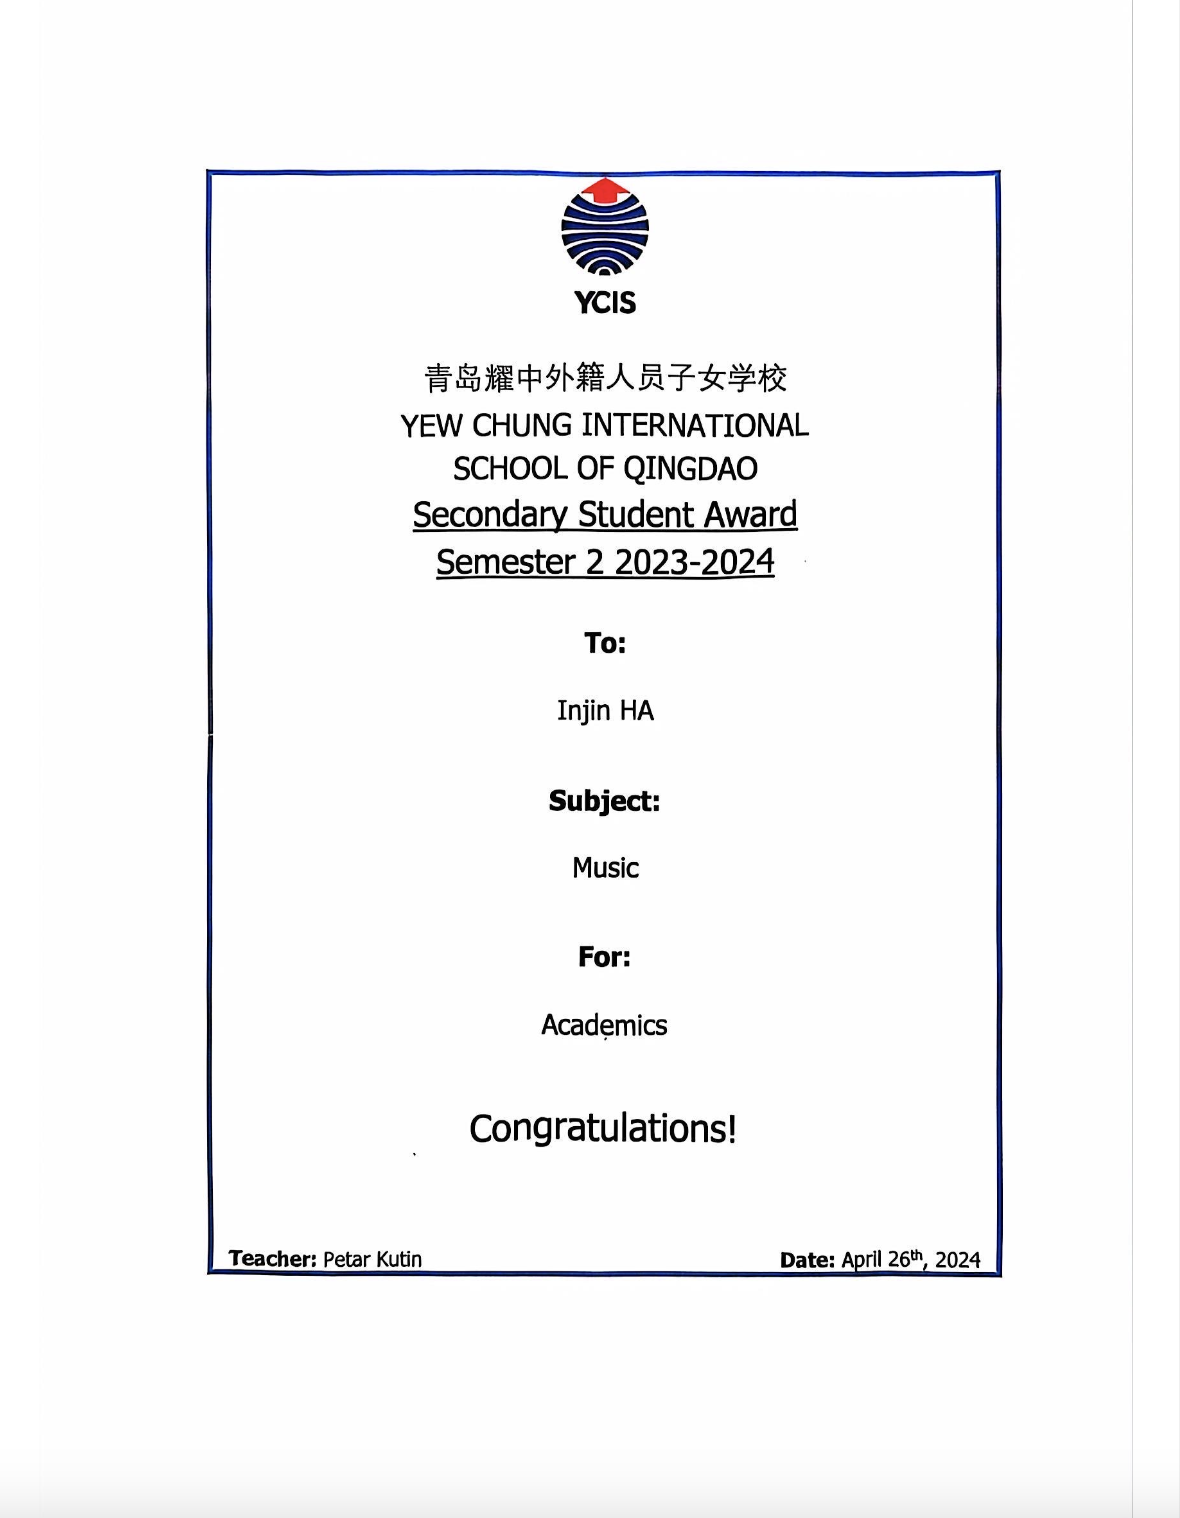 YCIS
青岛耀中外籍人员子女学校
YEW CHUNG INTERNATIONAL
SCHOOL OF QINGDAO
Secondary Student Award
Semester 2 2023-2024
To:
Injin HA
Subject:
Music
For:
Academics
Congratulations!
Teacher: Petar Kutin
Date: April 26th, 2024